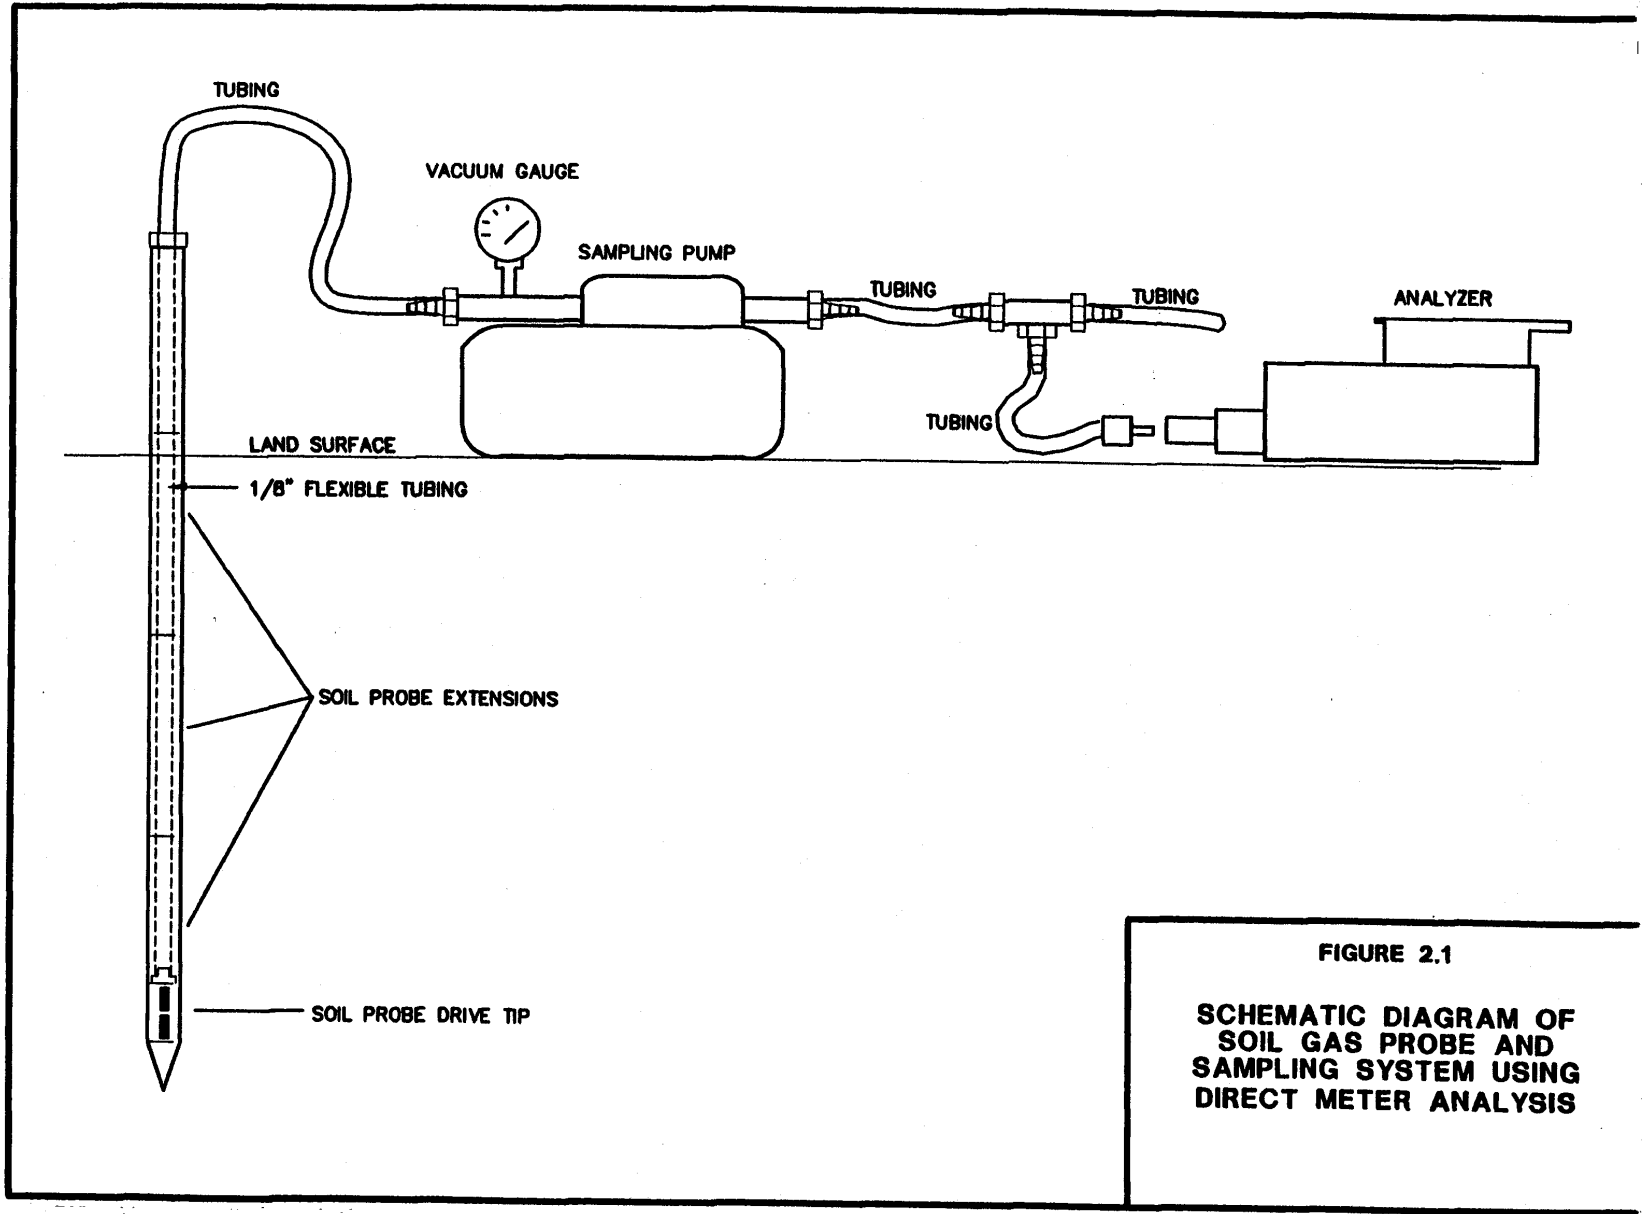 TUBING
VACUUM GAUGE
SAMPLING PUMP
TUBING
TUBING
ANALYZER
TUBING
LAND SURFACE
1/8" FLEXIBLE TUBING
SOIL PROBE EXTENSIONS
SOIL PROBE DRIVE TIP
FIGURE 2.1
SCHEMATIC DIAGRAM OF
SOIL GAS PROBE AND
SAMPLING SYSTEM USING
DIRECT METER ANALYSIS